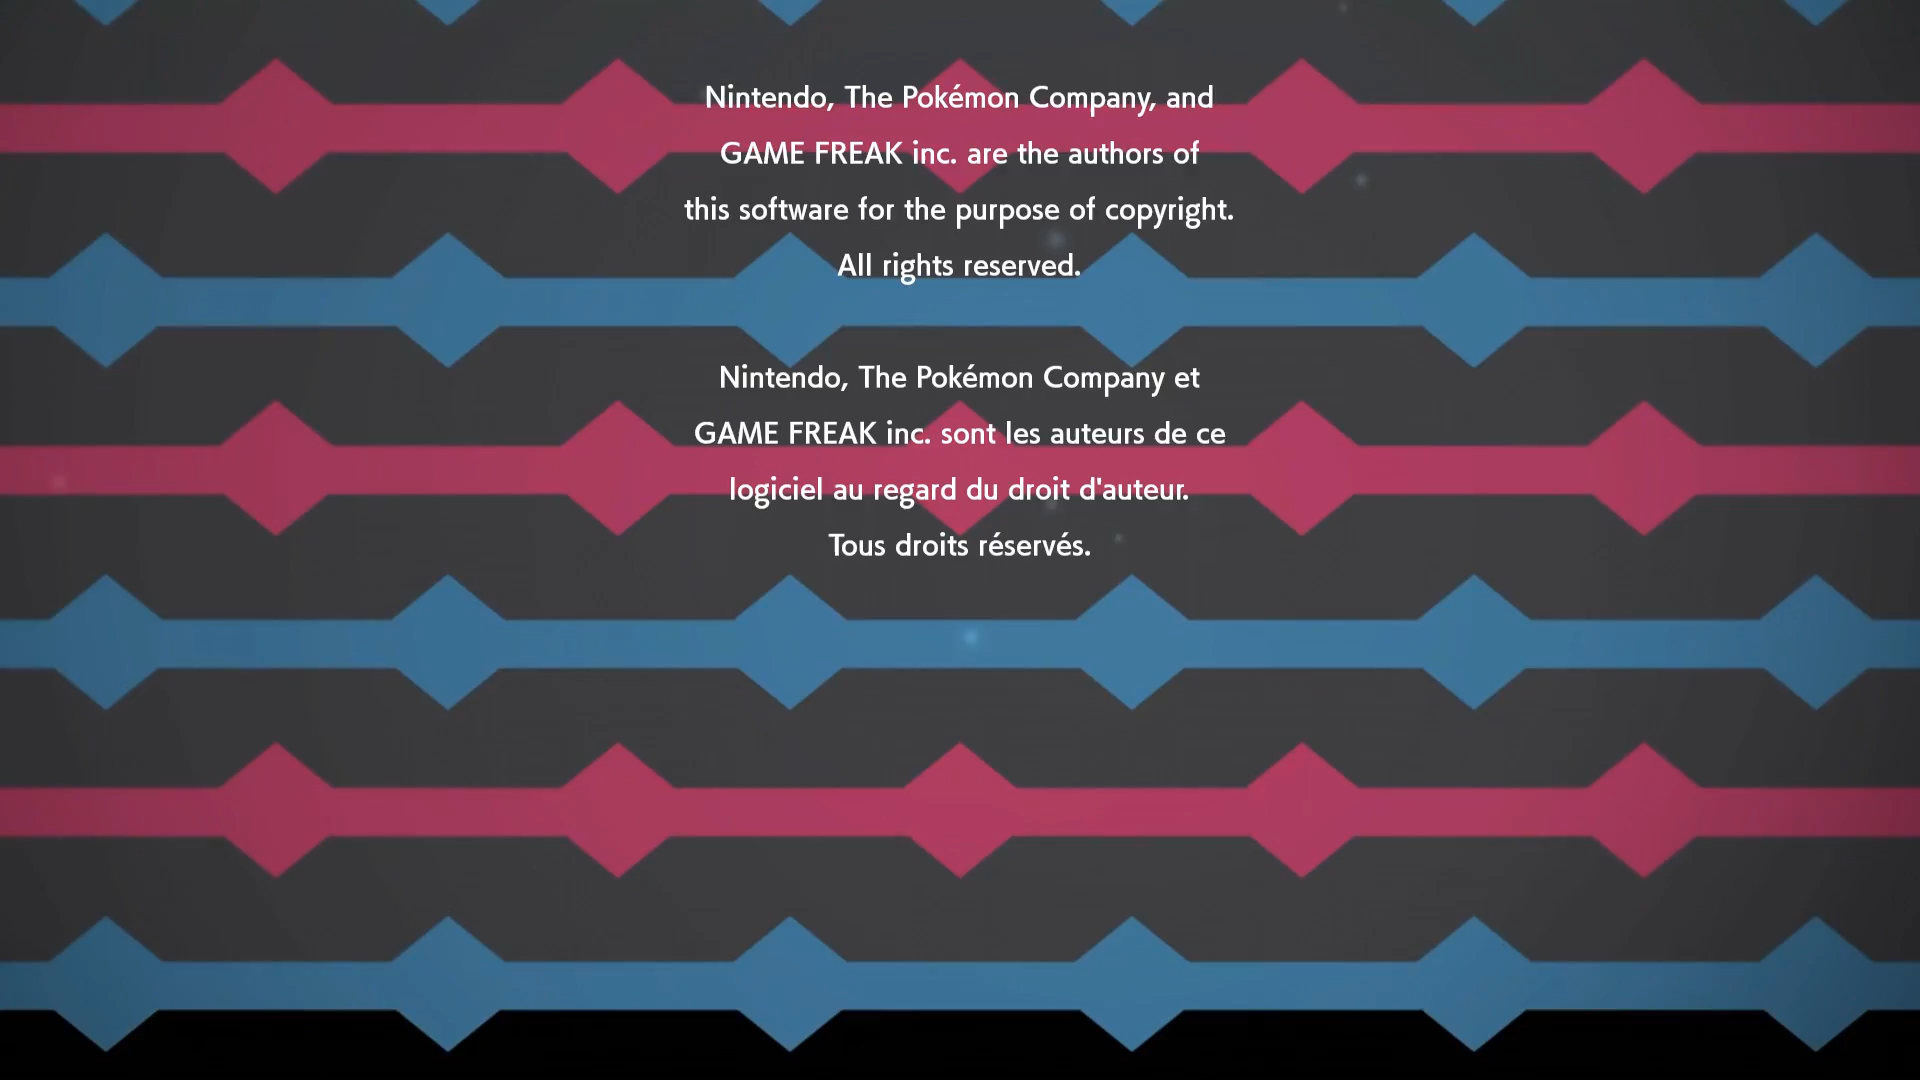 Nintendo, The Pokémon Company, and
GAME FREAK inc. are the authors of
this software for the purpose of copyright.
All rights reserved.
Nintendo, The Pokémon Company et
GAME FREAK inc. sont les auteurs de ce
logiciel au regard du droit d'auteur.
Tous droits réservés.